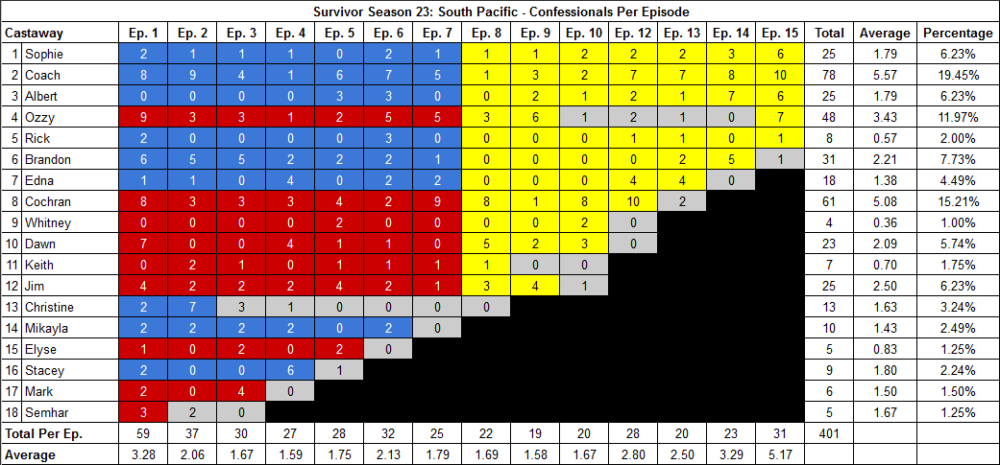 Survivor Season 23: South Pacific - Confessionals Per Episode
Castaway Ep. 1 Ep. 2 Ep. 3 Ep. 4 Ep. 5 Ep. 6 Ep. 7 Ep. 8 Ep. 9 Ep. 10 Ep. 12 Ep. 13 Ep. 14 Ep. 15 Total Average Percentage
1 Sophie 2 1 1 1 0 2 1 1 1 2 2 2 3 6 25 1.79 6.23%
2 Coach 8 9 4 1 6 7 5 1 3 2 7 7 8 10 78 5.57 19.45%
3 Albert 0 0 0 0 3 3 0 0 2 1 2 1 7 6 25 1.79 6.23%
4 Ozzy 9 3 3 1 2 5 5 3 6 1 2 1 0 7 48 3.43 11.97%
5 Rick 2 0 0 0 0 3 0 0 0 0 1 1 0 1 8 0.57 2.00%
6 Brandon 6 5 5 2 2 2 1 0 0 0 0 2 5 1 31 2.21 7.73%
7 Edna 1 1 0 4 0 2 2 0 0 0 4 4 0 18 1.38 4.49%
8 Cochran 8 3 3 3 4 2 9 8 1 8 10 2 61 5.08 15.21%
9 Whitney 0 0 0 0 2 0 0 0 0 2 0 4 0.36 1.00%
10 Dawn 7 0 0 4 1 1 0 5 2 3 0 23 2.09 5.74%
11 Keith 0 2 1 0 1 1 1 1 0 0 7 0.70 1.75%
12 Jim 4 2 2 2 4 2 1 3 4 1 25 2.50 6.23%
13 Christine 2 7 3 1 0 0 0 0 13 1.63 3.24%
14 Mikayla 2 2 2 2 0 2 0 10 1.43 2.49%
15 Elyse 1 0 2 0 2 0 5 0.83 1.25%
16 Stacey 2 0 0 6 1 9 1.80 2.24%
17 Mark 2 0 4 0 6 1.50 1.50%
18 Semhar 3 2 0 5 1.67 1.25%
Total Per Ep. 59 37 30 27 28 32 25 22 19 20 28 20 23 31 401
Average 3.28 2.06 1.67 1.59 1.75 2.13 1.79 1.69 1.58 1.67 2.80 2.50 3.29 5.17